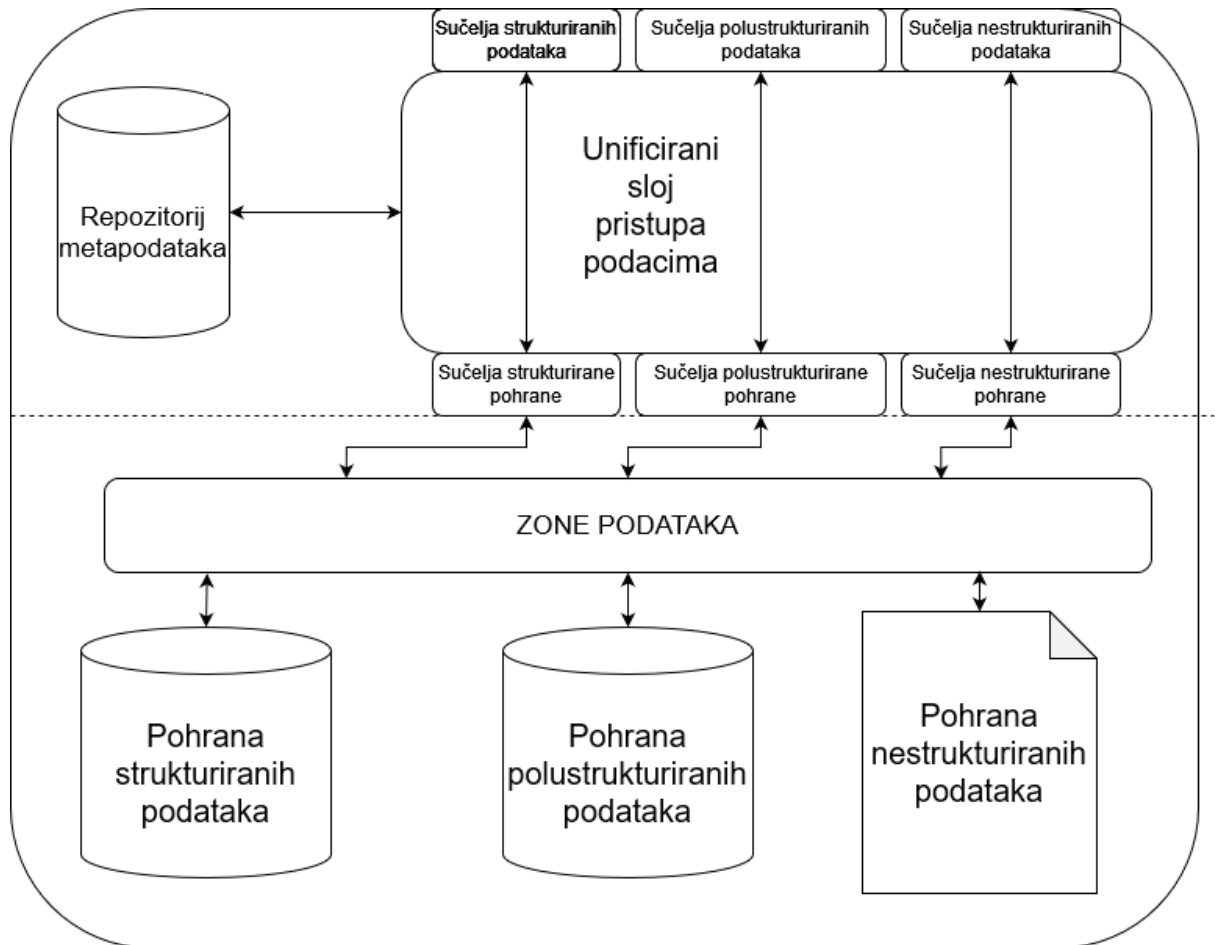 Sučelja strukturiranih
podataka
Sučelja polustrukturiranih
podataka
Sučelja nestrukturiranih
podataka
Repozitorij
metapodataka
Unificirani
sloj
pristupa
podacima
Sučelja strukturirane
pohrane
Sučelja polustrukturirane
pohrane
Sučelja nestrukturirane
pohrane
ZONE PODATAKA
Pohrana
strukturiranih
podataka
Pohrana
polustrukturiranih
podataka
Pohrana
nestrukturiranih
podataka